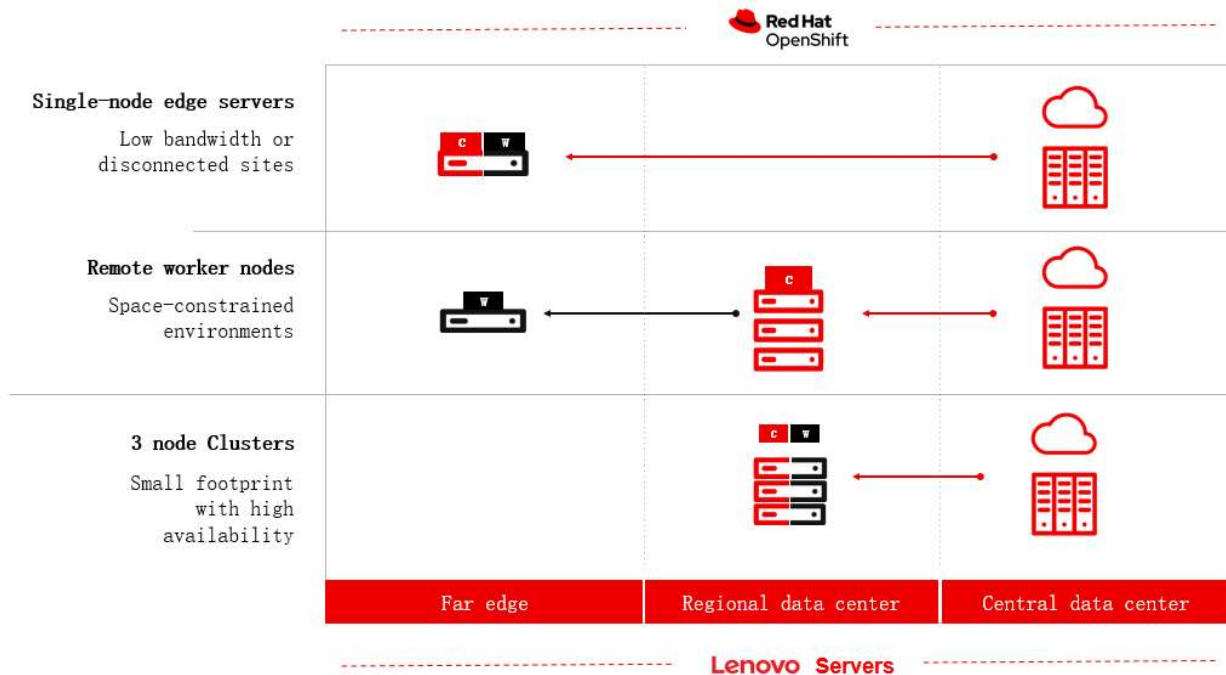 Red Hat
OpenShift
Single-node edge servers
Low bandwidth or
disconnected sites
C W
Remote worker nodes
Space-constrained
environments
W
C
3 node Clusters
Small footprint
with high
availability
C W
Far edge
Regional data center
Central data center
Lenovo Servers